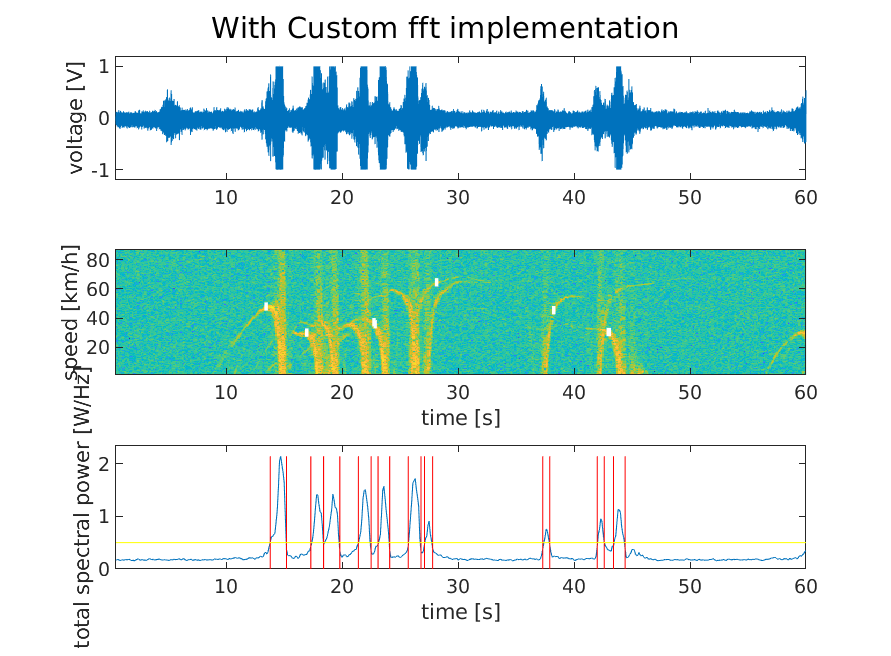 With Custom fft implementation
voltage [V]
1
0
-1
10 20 30 40 50 60
speed [km/h]
80
60
40
20
10 20 30 40 50 60
time [s]
total spectral power [W/Hz]
2
1
0
10 20 30 40 50 60
time [s]